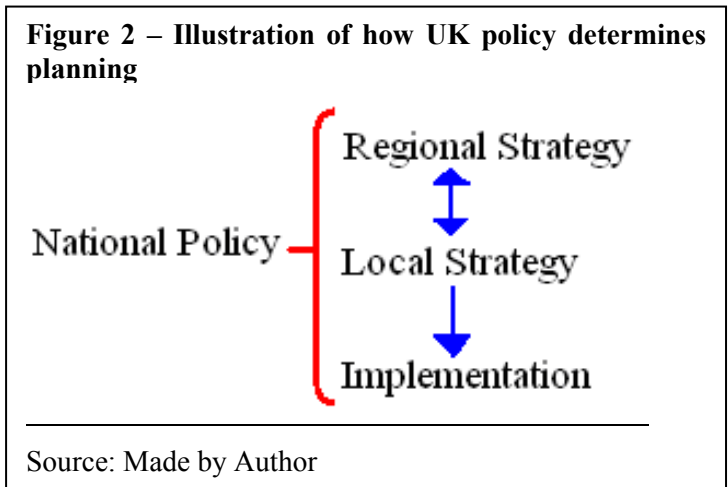 Figure 2 – Illustration of how UK policy determines
planning
Regional Strategy
National Policy
Local Strategy
Implementation
Source: Made by Author